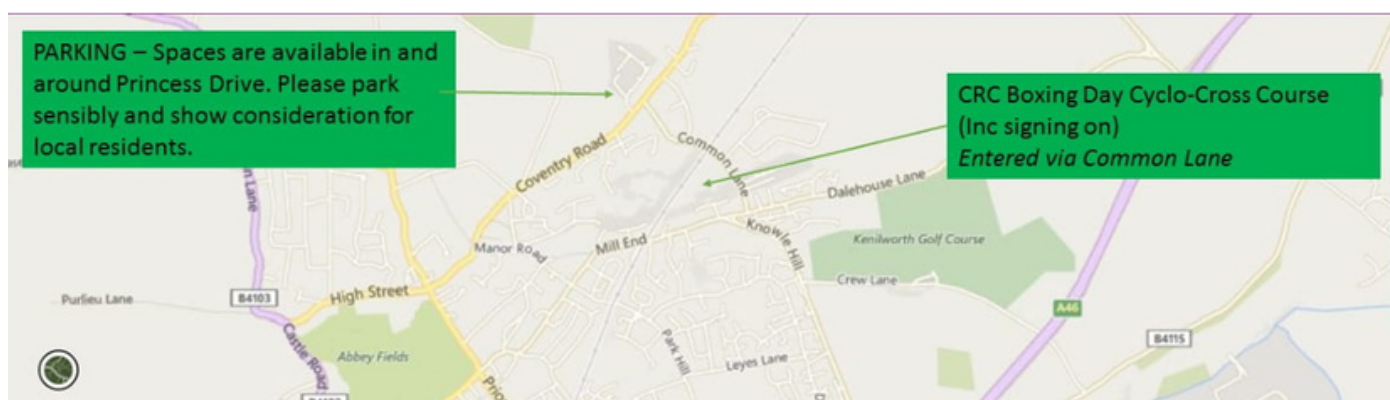 PARKING – Spaces are available in and
around Princess Drive. Please park
sensibly and show consideration for
local residents.
CRC Boxing Day Cyclo-Cross Course
(Inc signing on)
Entered via Common Lane
Coventry Road
Common Lane
Dalehouse Lane
Lane
Manor Road
Mill End
Knowle Hill
Kenilworth Golf Course
Crew Lane
Purlieu Lane
B4103
High Street
A46
B4115
Castle Road
Abbey Fields
Park Hill
Leyes Lane